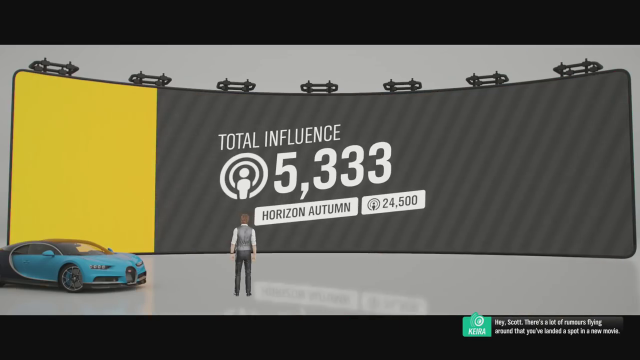 TOTAL INFLUENCE
5,333
HORIZON AUTUMN 24,500
KEIRA
Hey, Scott. There's a lot of rumours flying
around that you've landed a spot in a new movie.